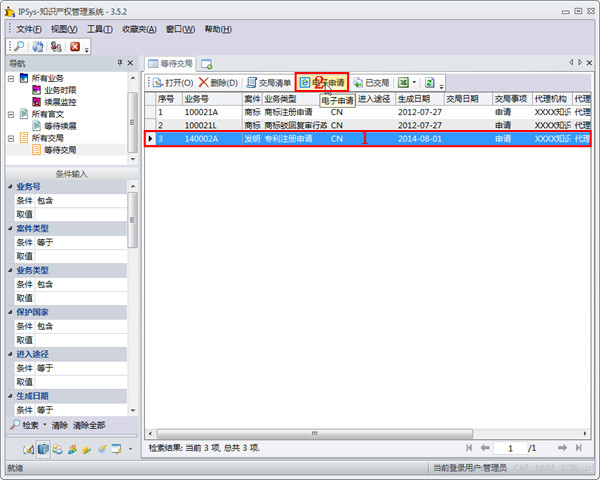 IPSys-知识产权管理系统 - 3.5.2
文件(F) 视图(V) 工具(T) 收藏夹(A) 窗口(W) 帮助(H)
导航
所有业务
业务时限
续展监控
所有官文
等待续展
所有交局
等待交局
条件输入
业务号
条件 包含
取值
案件类型
条件 等于
取值
业务类型
条件 包含
取值
保护国家
条件 包含
取值
进入途径
条件 等于
取值
生成日期
条件 等于
检索 清除 清除全部
等待交局
打开(O) 删除(D) 交局清单 电子申请 2 已交局
电子申请
序号 业务号 案件 业务类型 进入途径 生成日期 交局日期 交局事项 代理机构 代理
1 100021A 商标 商标注册申请 CN 2012-07-27 申请 XXXX知识 代理
2 100021L 商标 商标驳回复审行政 CN 2012-07-27 申请 XXXX知识 代理
3 140002A 发明 专利注册申请 CN 1 2014-08-01 申请 XXXX知识 代理
检索结果: 当前 3 项, 总共 3 项.
1 /1
就绪
当前登录用户:管理员 CAP NUM SCRL